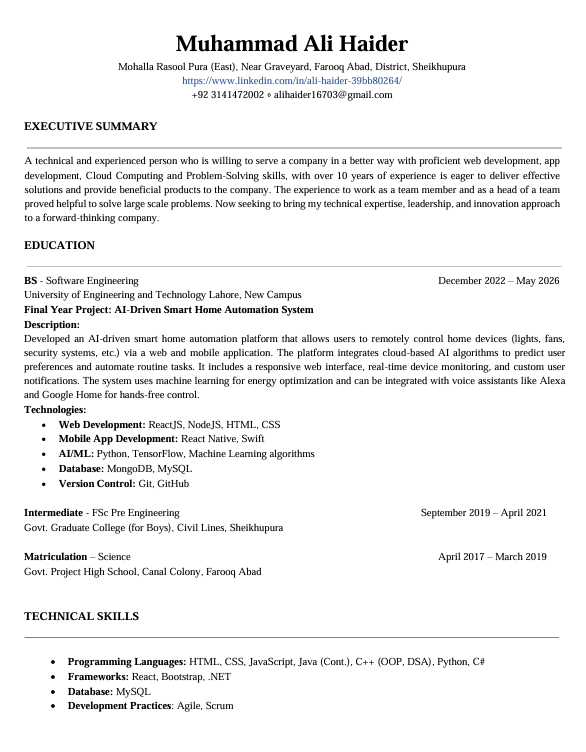 Muhammad Ali Haider
Mohalla Rasool Pura (East), Near Graveyard, Farooq Abad, District, Sheikhupura
https://www.linkedin.com/in/ali-haider-39bb80264/
+92 3141472002 ⋄ alihaider16703@gmail.com
EXECUTIVE SUMMARY
A technical and experienced person who is willing to serve a company in a better way with proficient web development, app
development, Cloud Computing and Problem-Solving skills, with over 10 years of experience is eager to deliver effective
solutions and provide beneficial products to the company. The experience to work as a team member and as a head of a team
proved helpful to solve large scale problems. Now seeking to bring my technical expertise, leadership, and innovation approach
to a forward-thinking company.
EDUCATION
BS - Software Engineering December 2022 – May 2026
University of Engineering and Technology Lahore, New Campus
Final Year Project: AI-Driven Smart Home Automation System
Description:
Developed an AI-driven smart home automation platform that allows users to remotely control home devices (lights, fans,
security systems, etc.) via a web and mobile application. The platform integrates cloud-based AI algorithms to predict user
preferences and automate routine tasks. It includes a responsive web interface, real-time device monitoring, and custom user
notifications. The system uses machine learning for energy optimization and can be integrated with voice assistants like Alexa
and Google Home for hands-free control.
Technologies:
• Web Development: ReactJS, NodeJS, HTML, CSS
• Mobile App Development: React Native, Swift
• AI/ML: Python, TensorFlow, Machine Learning algorithms
• Database: MongoDB, MySQL
• Version Control: Git, GitHub
Intermediate - FSc Pre Engineering September 2019 – April 2021
Govt. Graduate College (for Boys), Civil Lines, Sheikhupura
Matriculation – Science April 2017 – March 2019
Govt. Project High School, Canal Colony, Farooq Abad
TECHNICAL SKILLS
• Programming Languages: HTML, CSS, JavaScript, Java (Cont.), C++ (OOP, DSA), Python, C#
• Frameworks: React, Bootstrap, .NET
• Database: MySQL
• Development Practices: Agile, Scrum